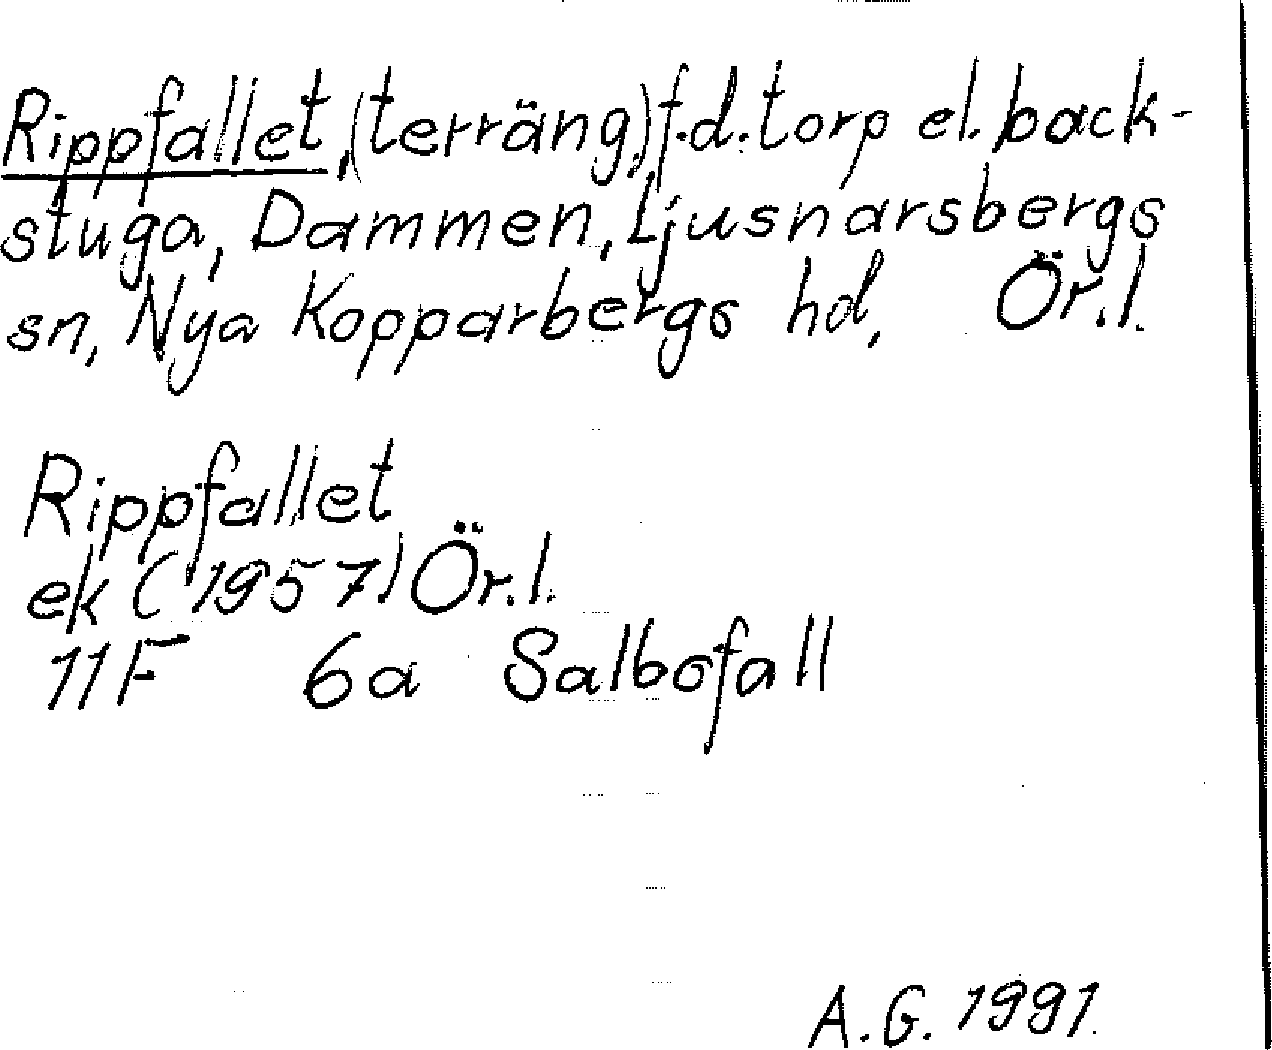 Rippfallet, (terräng,) f.d. torp el. back-
stuga, Dammen, Ljusnarsbergs
sn, Nya Kopparbergs hd, Ör.l.
Rippfallet
ek (1957) Ör.l.
11F 6a Salbofall
A.G. 1991.